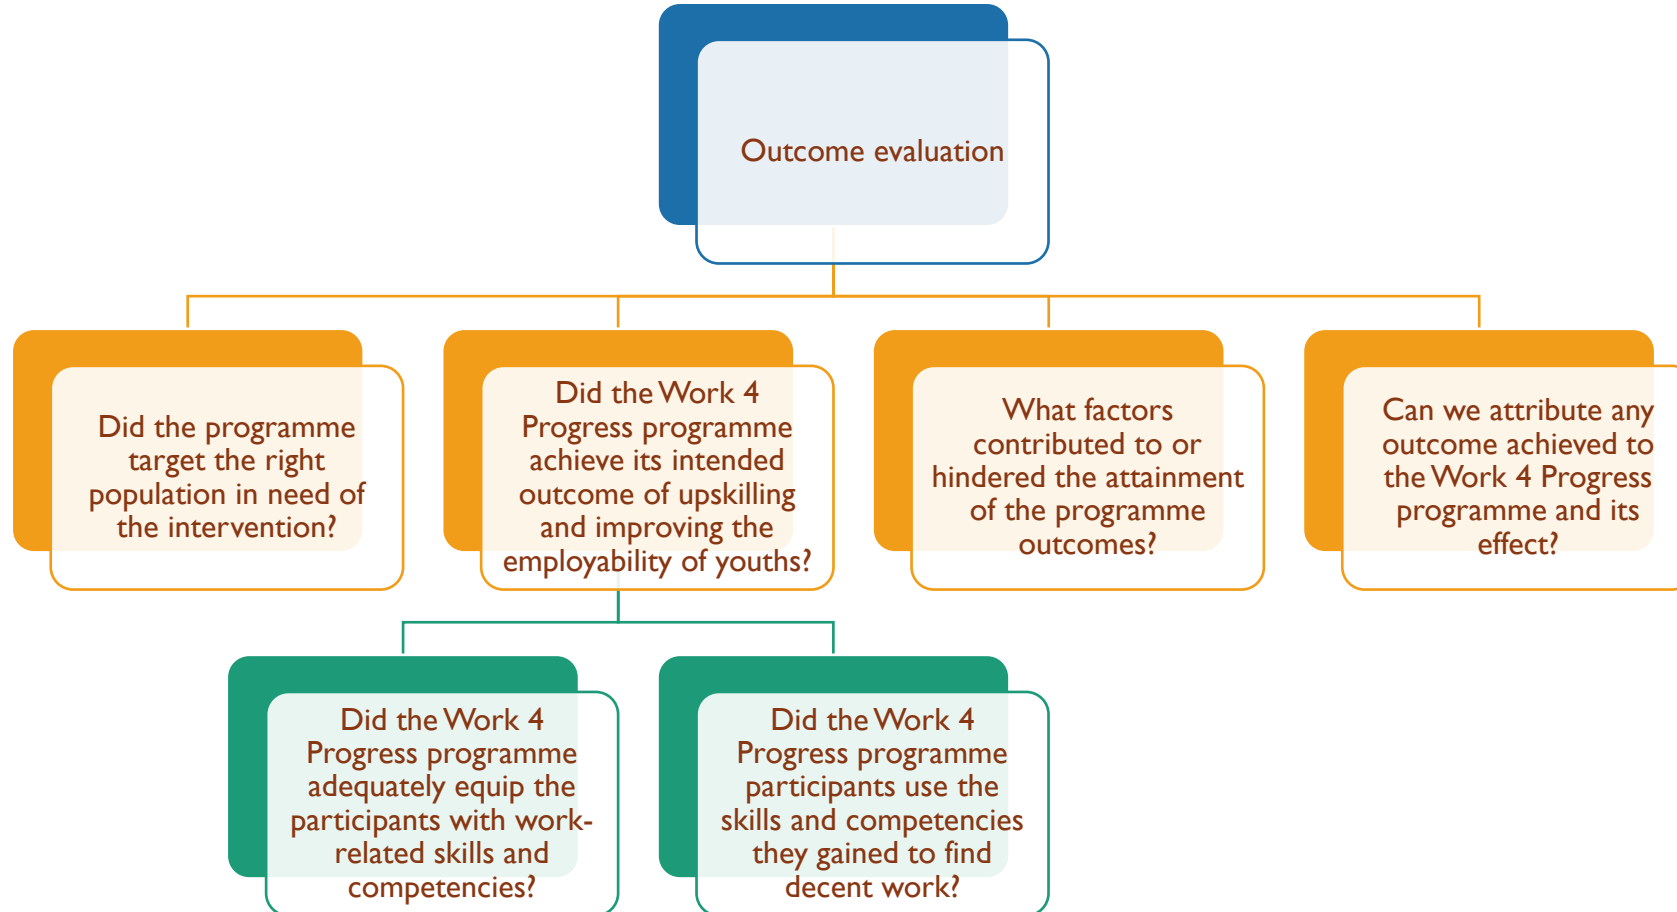 Outcome evaluation
Did the programme
target the right
population in need of
the intervention?
Did the Work 4
Progress programme
achieve its intended
outcome of upskilling
and improving the
employability of youths?
What factors
contributed to or
hindered the attainment
of the programme
outcomes?
Can we attribute any
outcome achieved to
the Work 4 Progress
programme and its
effect?
Did the Work 4
Progress programme
adequately equip the
participants with work-
related skills and
competencies?
Did the Work 4
Progress programme
participants use the
skills and competencies
they gained to find
decent work?